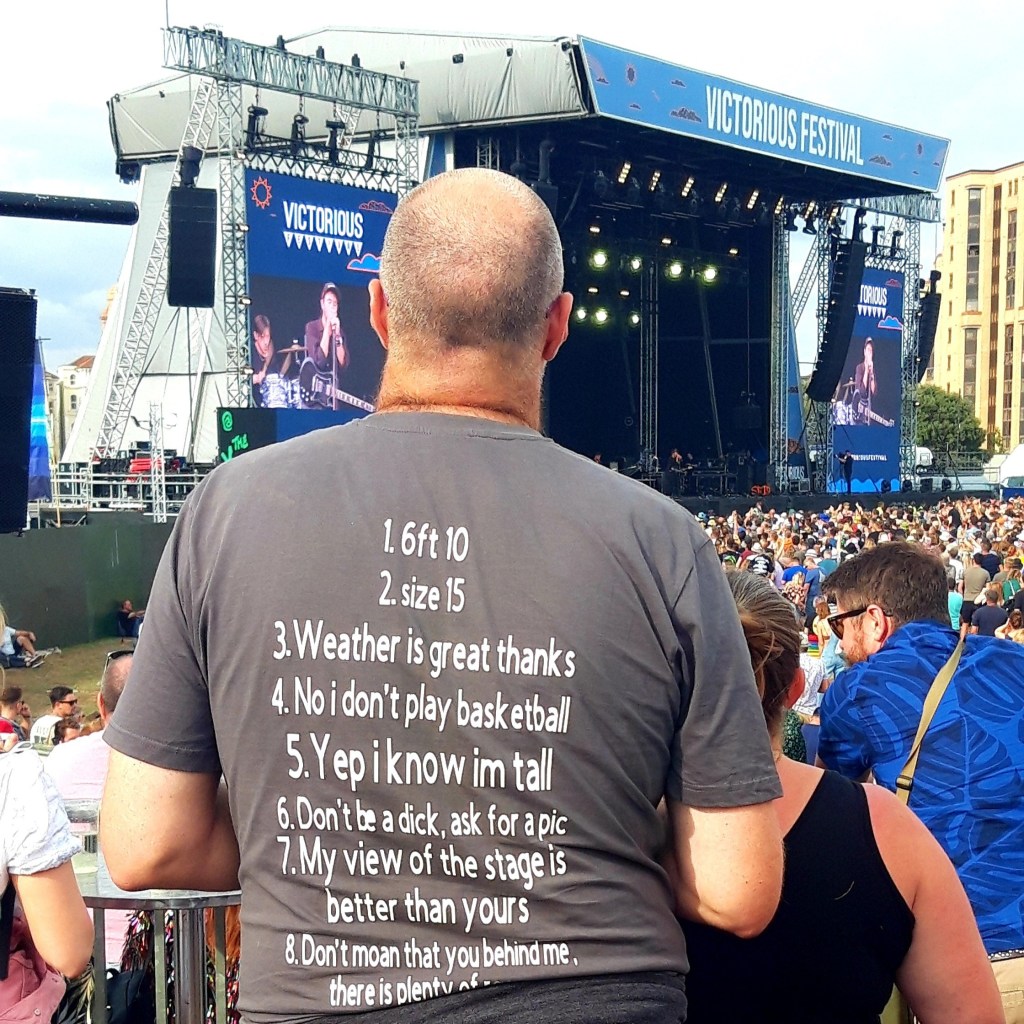 VICTORIOUS FESTIVAL
VICTORIOUS
THE
1. 6ft 10
2. size 15
3. Weather is great thanks
4. No i don't play basketball
5. Yep i know im tall
6. Don't be a dick, ask for a pic
7. My view of the stage is
better than yours
8. Don't moan that you behind me,
there is plenty of